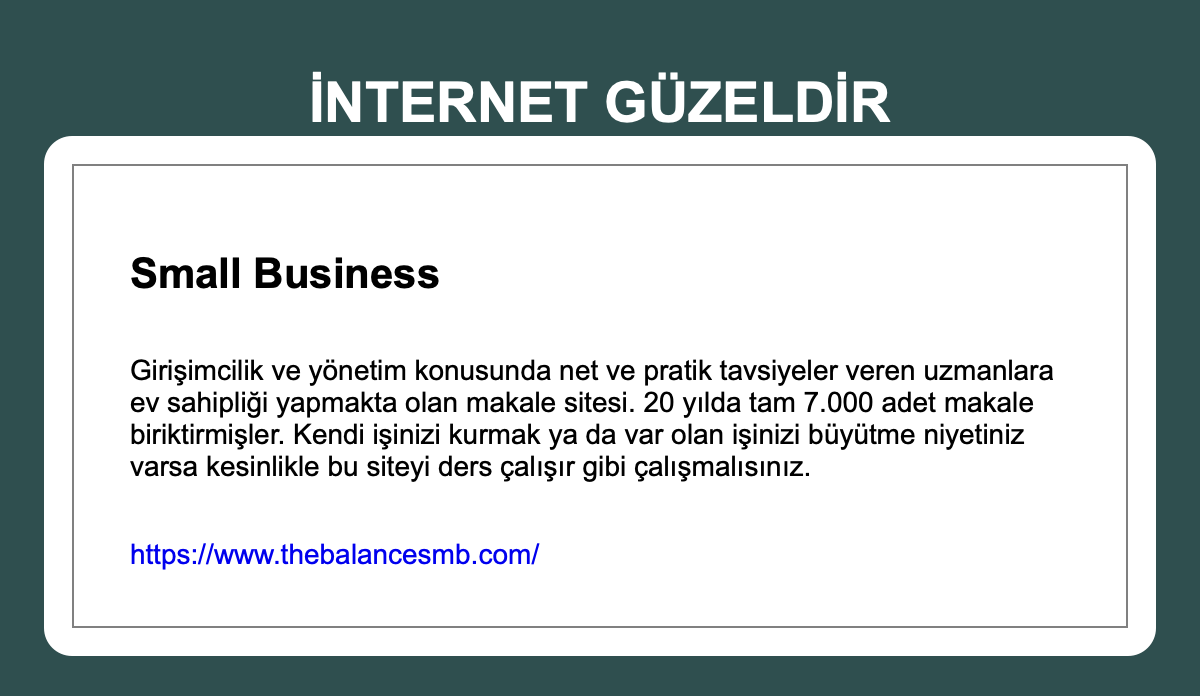 İNTERNET GÜZELDİR
Small Business
Girişimcilik ve yönetim konusunda net ve pratik tavsiyeler veren uzmanlara
ev sahipliği yapmakta olan makale sitesi. 20 yılda tam 7.000 adet makale
biriktirmişler. Kendi işinizi kurmak ya da var olan işinizi büyütme niyetiniz
varsa kesinlikle bu siteyi ders çalışır gibi çalışmalısınız.
https://www.thebalancesmb.com/